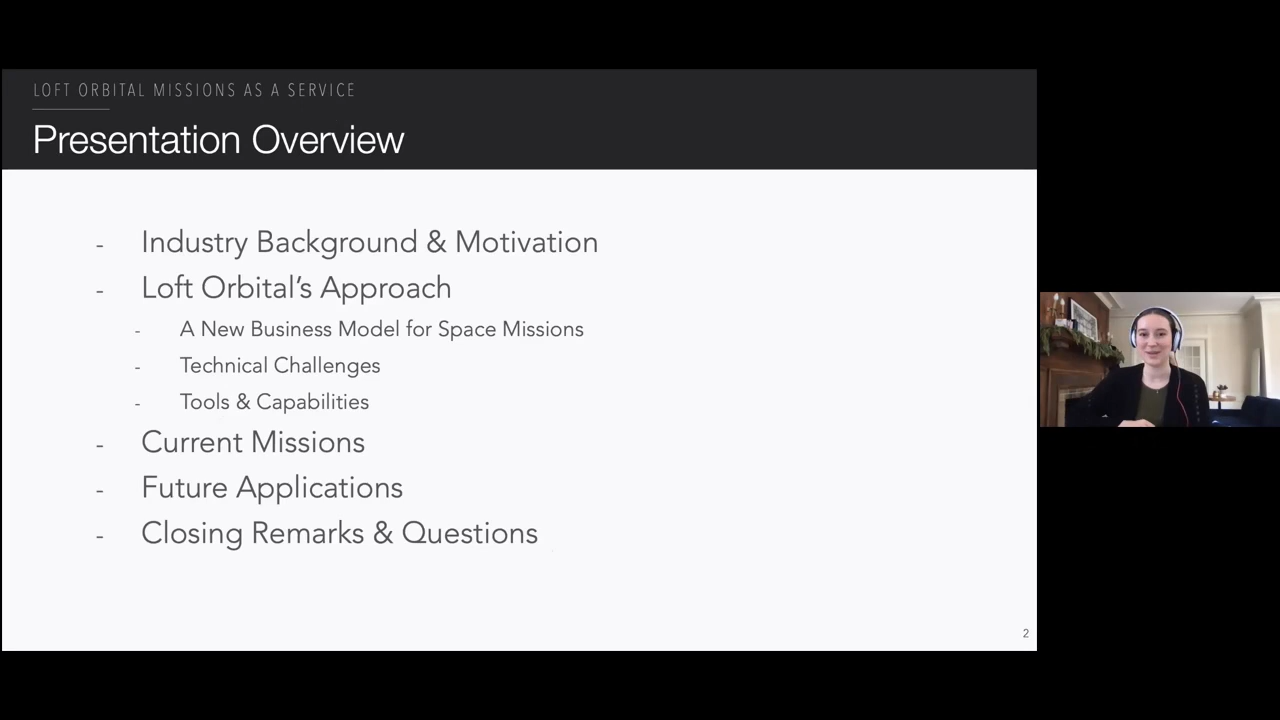 LOFT ORBITAL MISSIONS AS A SERVICE
Presentation Overview
- Industry Background & Motivation
- Loft Orbital’s Approach
- A New Business Model for Space Missions
- Technical Challenges
- Tools & Capabilities
- Current Missions
- Future Applications
- Closing Remarks & Questions
2